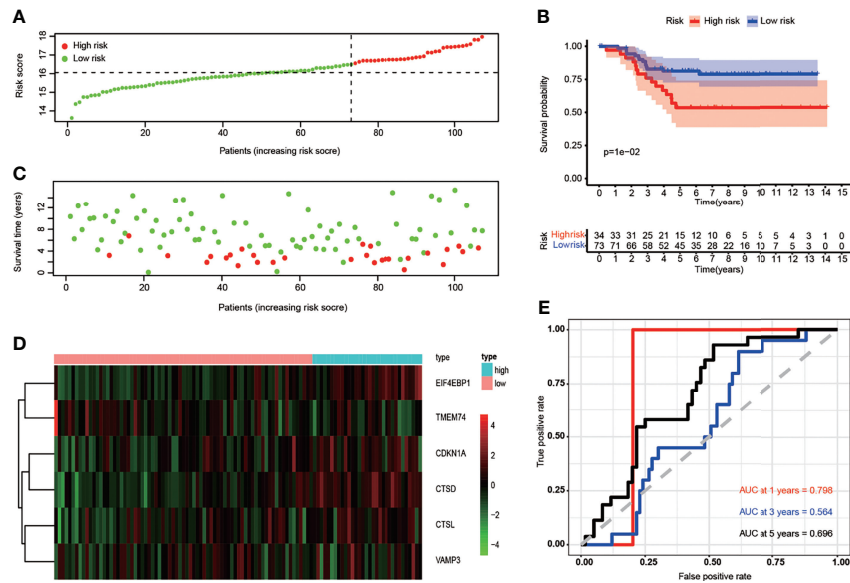 A
High risk
Low risk
Risk score
14 15 16 17 18
20 40 60 80 100
Patients (increasing risk socre)
B
Risk High risk Low risk
Survival probability
1.00
0.75
0.50
0.25
0.00
p=1e−02
0 1 2 3 4 5 6 7 8 9 10 11 12 13 14 15
Time(years)
Risk
Highrisk 34 33 31 25 21 15 12 10 6 5 5 4 3 1 0
Lowrisk 73 71 66 58 52 45 35 28 22 16 10 7 5 3 0
0 1 2 3 4 5 6 7 8 9 10 11 12 13 14 15
Time(years)
C
Survival time (years)
0 2 4 6 8 12
0 20 40 60 80 100
Patients (increasing risk socre)
D
type
EIF4EBP1
TMEM74
CDKN1A
CTSD
CTSL
VAMP3
type
high
low
4
2
0
−2
−4
E
True positive rate
1.00
0.75
0.50
0.25
0.00
AUC at 1 years = 0.798
AUC at 3 years = 0.564
AUC at 5 years = 0.696
0.00 0.25 0.50 0.75 1.00
False positive rate